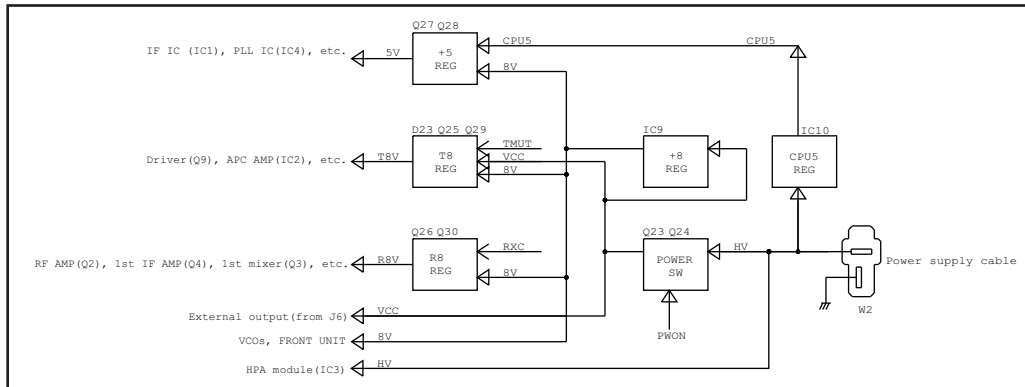 Q27 Q28
IF IC (IC1), PLL IC(IC4), etc.
5V
+5
REG
CPU5
CPU5
8V
D23 Q25 Q29
IC9
IC10
Driver(Q9), APC AMP(IC2), etc.
T8V
T8
REG
TMUT
VCC
8V
+8
REG
CPU5
REG
Q26 Q30
Q23 Q24
RF AMP(Q2), 1st IF AMP(Q4), 1st mixer(Q3), etc.
R8V
R8
REG
RXC
8V
POWER
SW
HV
Power supply cable
W2
External output(from J6)
VCC
PWON
VCOs, FRONT UNIT
8V
HPA module(IC3)
HV